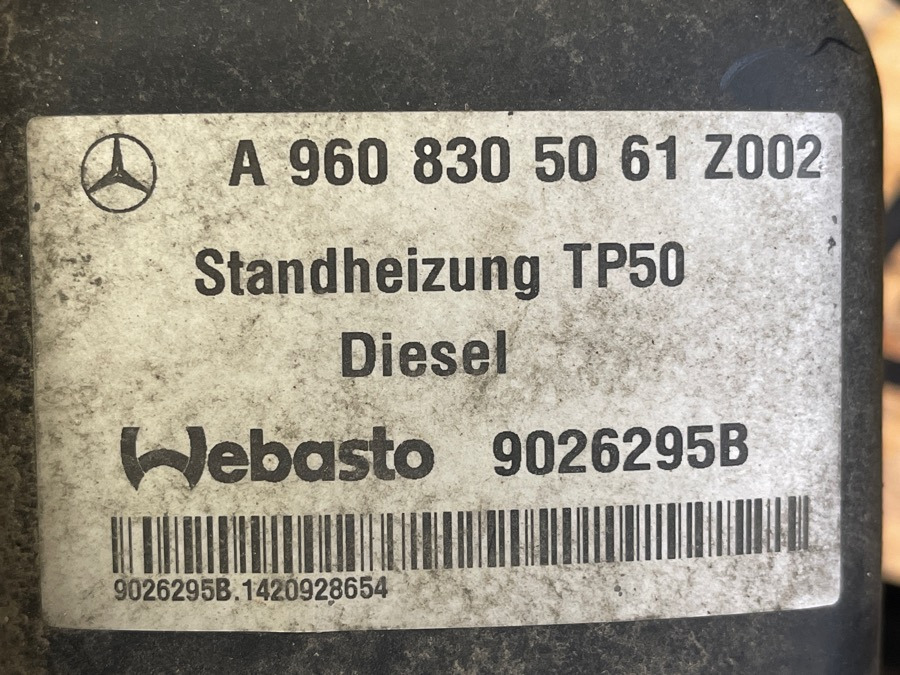 A 960 830 50 61 Z002
Standheizung TP50
Diesel
Webasto 9026295B
9026295B.1420928654